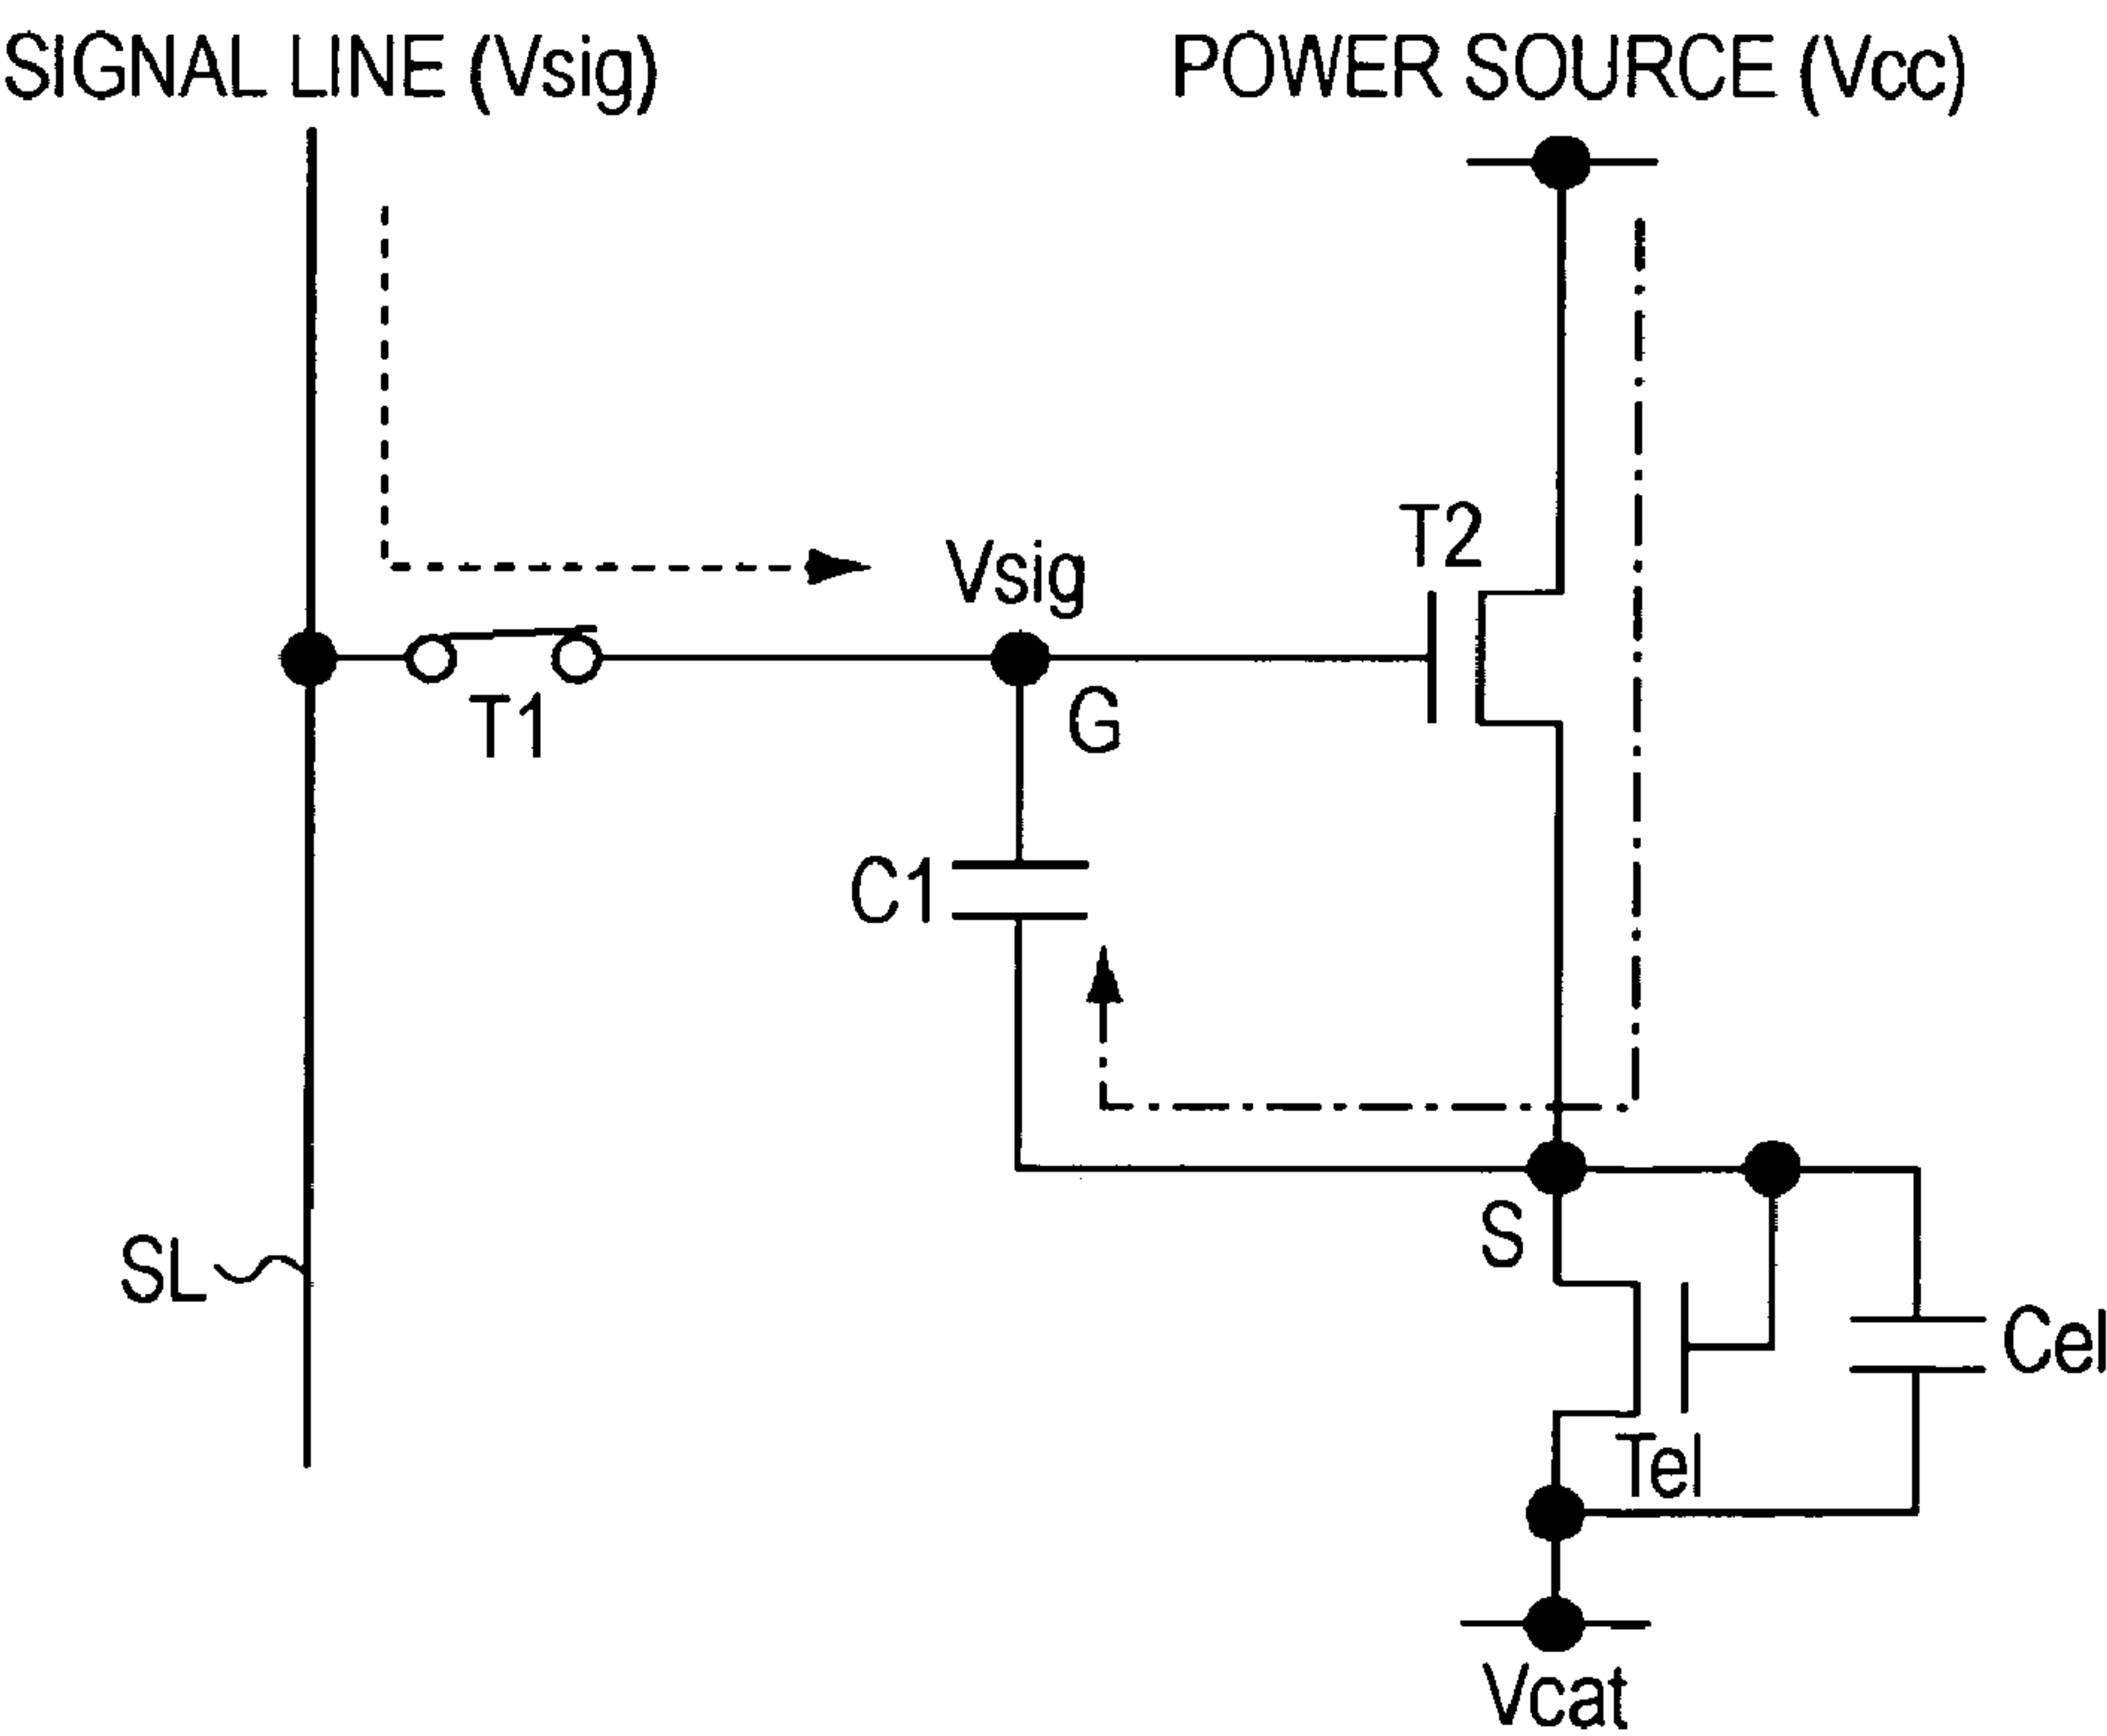 SIGNAL LINE (Vsig)
POWER SOURCE (Vcc)
T2
Vsig
T1
G
C1
S
SL
Cel
Tel
Vcat